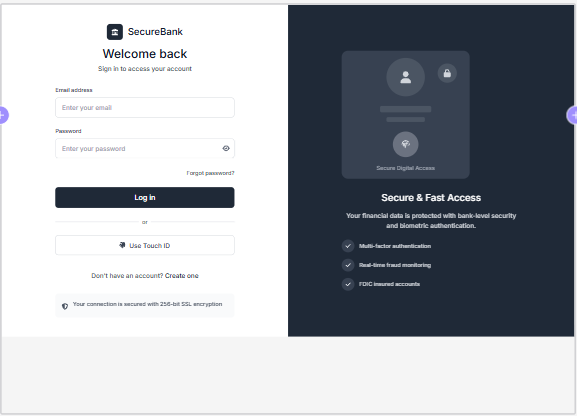 SecureBank
Welcome back
Sign in to access your account
Email address
Enter your email
Password
Enter your password
Forgot password?
Log in
or
Use Touch ID
Don't have an account? Create one
Your connection is secured with 256-bit SSL encryption
Secure Digital Access
Secure & Fast Access
Your financial data is protected with bank-level security
and biometric authentication.
Multi-factor authentication
Real-time fraud monitoring
FDIC insured accounts